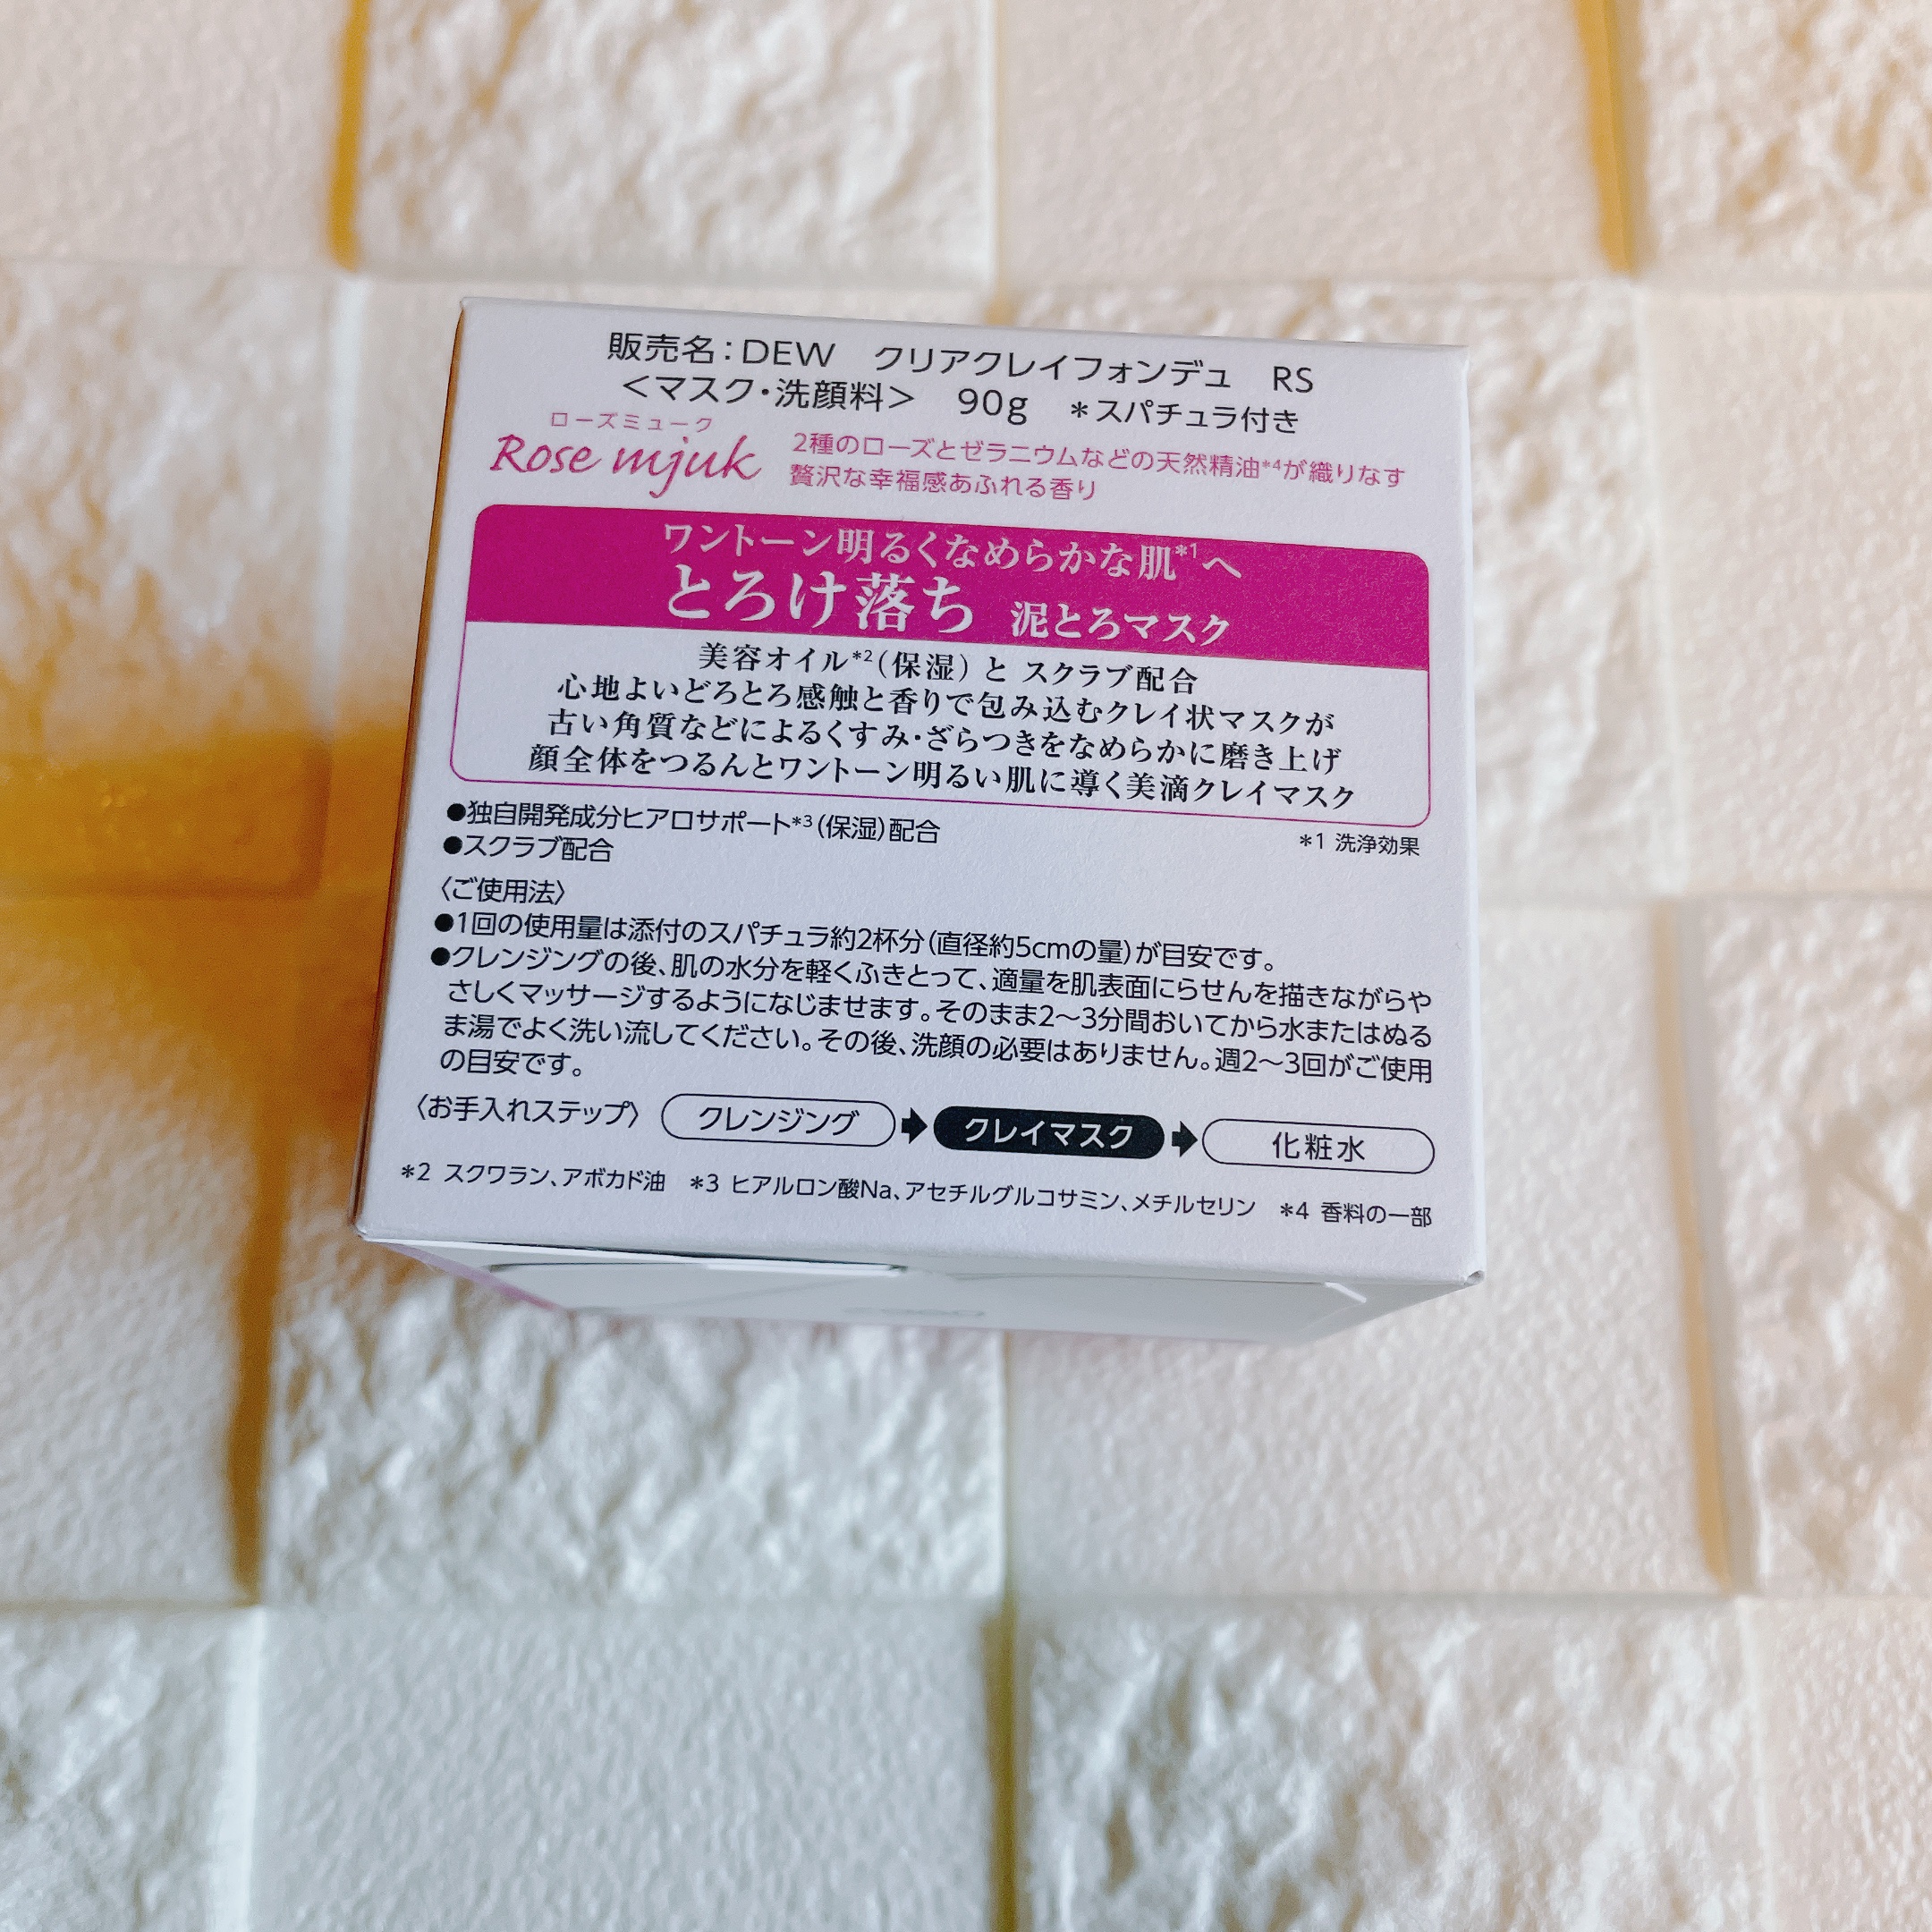 販売名：DEW　クリアクレイフォンデュ　RS
＜マスク・洗顔料＞　90g　＊スパチュラ付き
ローズミューク
Rose mjuk
2種のローズとゼラニウムなどの天然精油*4が織りなす
贅沢な幸福感あふれる香り
ワントーン明るくなめらかな肌*1へ
とろけ落ち 泥とろマスク
美容オイル*2(保湿) と スクラブ配合
心地よいどろとろ感触と香りで包み込むクレイ状マスクが
古い角質などによるくすみ・ざらつきをなめらかに磨き上げ
顔全体をつるんとワントーン明るい肌に導く美滴クレイマスク
●独自開発成分ヒアロサポート*3(保湿)配合
*1 洗浄効果
●スクラブ配合
〈ご使用法〉
●1回の使用量は添付のスパチュラ約2杯分(直径約5cmの量)が目安です。
●クレンジングの後、肌の水分を軽くふきとって、適量を肌表面にらせんを描きながらや
さしくマッサージするようになじませます。そのまま2～3分間おいてから水またはぬる
ま湯でよく洗い流してください。その後、洗顔の必要はありません。週2～3回がご使用
の目安です。
〈お手入れステップ〉 クレンジング ➡ クレイマスク ➡ 化粧水
*2 スクワラン、アボカド油　*3 ヒアルロン酸Na、アセチルグルコサミン、メチルセリン　*4 香料の一部